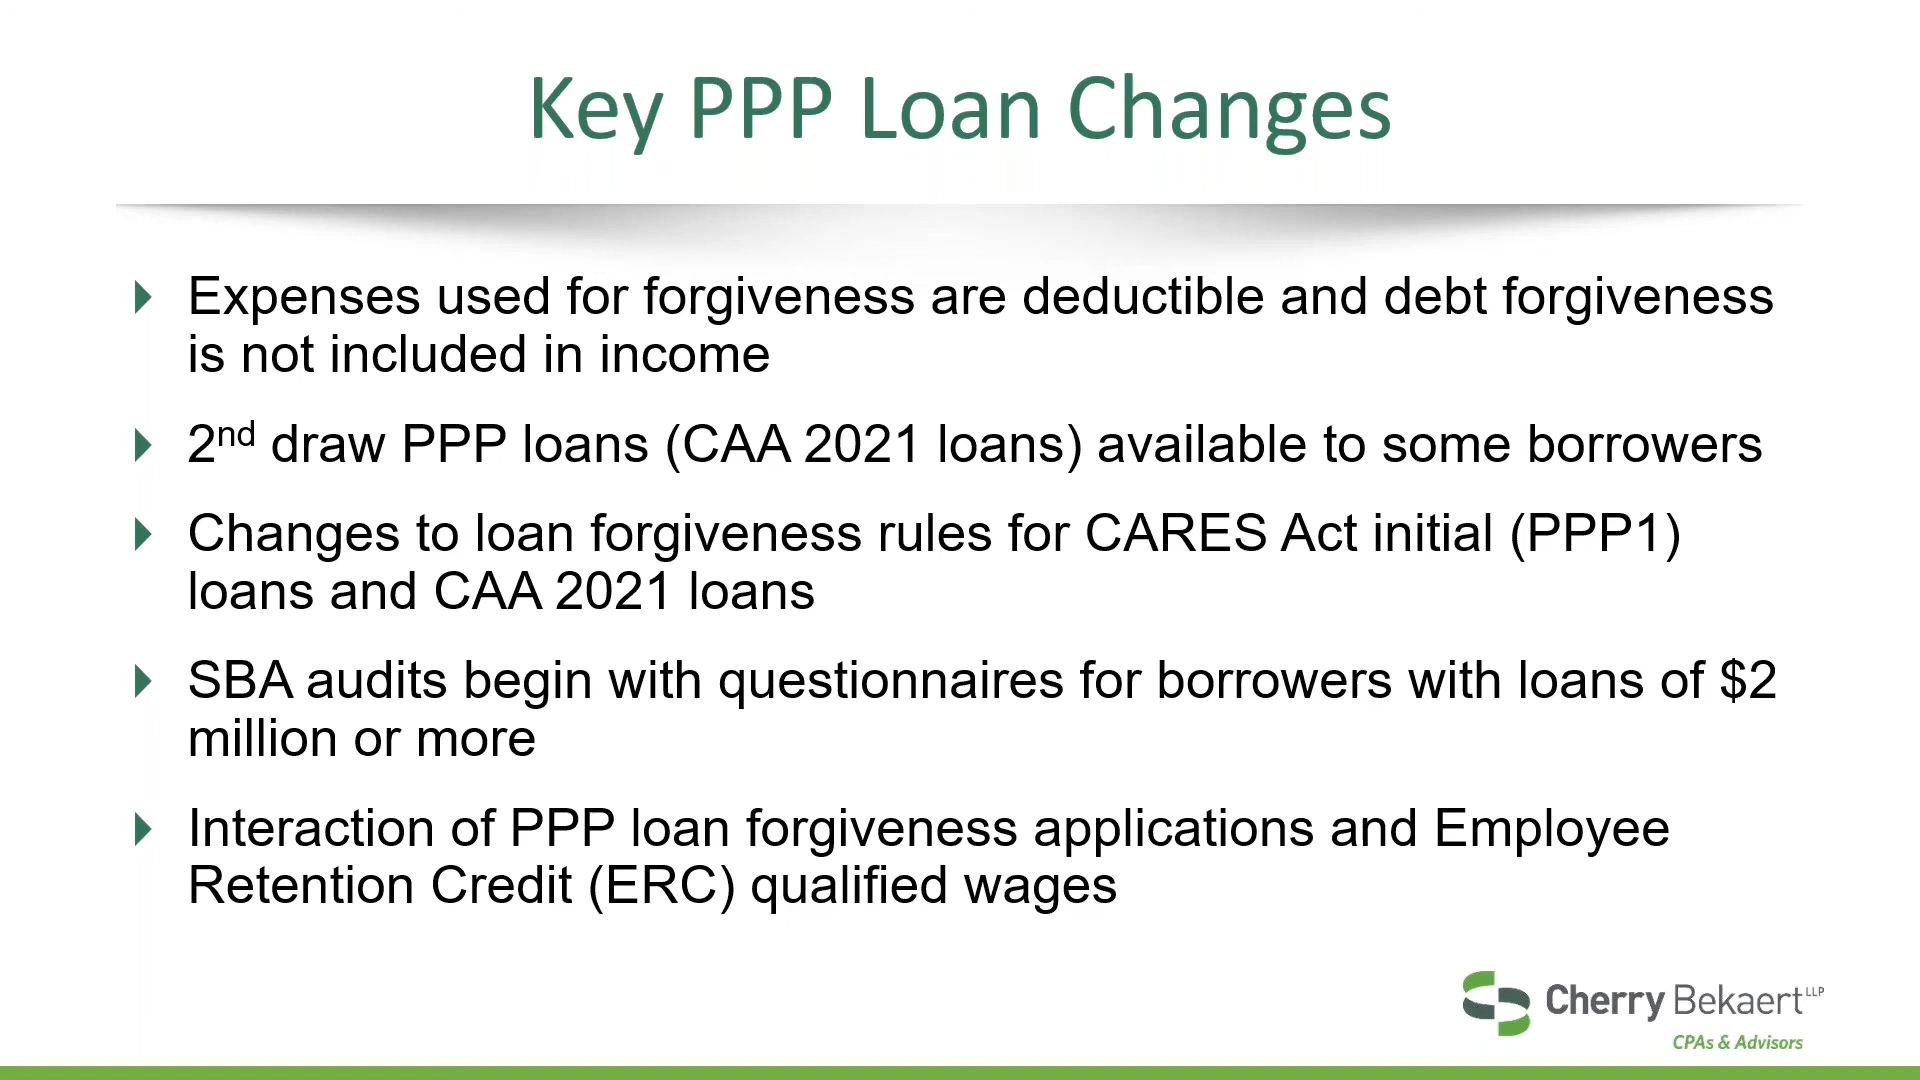 Key PPP Loan Changes
Expenses used for forgiveness are deductible and debt forgiveness
is not included in income
2nd draw PPP loans (CAA 2021 loans) available to some borrowers
Changes to loan forgiveness rules for CARES Act initial (PPP1)
loans and CAA 2021 loans
SBA audits begin with questionnaires for borrowers with loans of $2
million or more
Interaction of PPP loan forgiveness applications and Employee
Retention Credit (ERC) qualified wages
Cherry Bekaert LLP
CPAs & Advisors